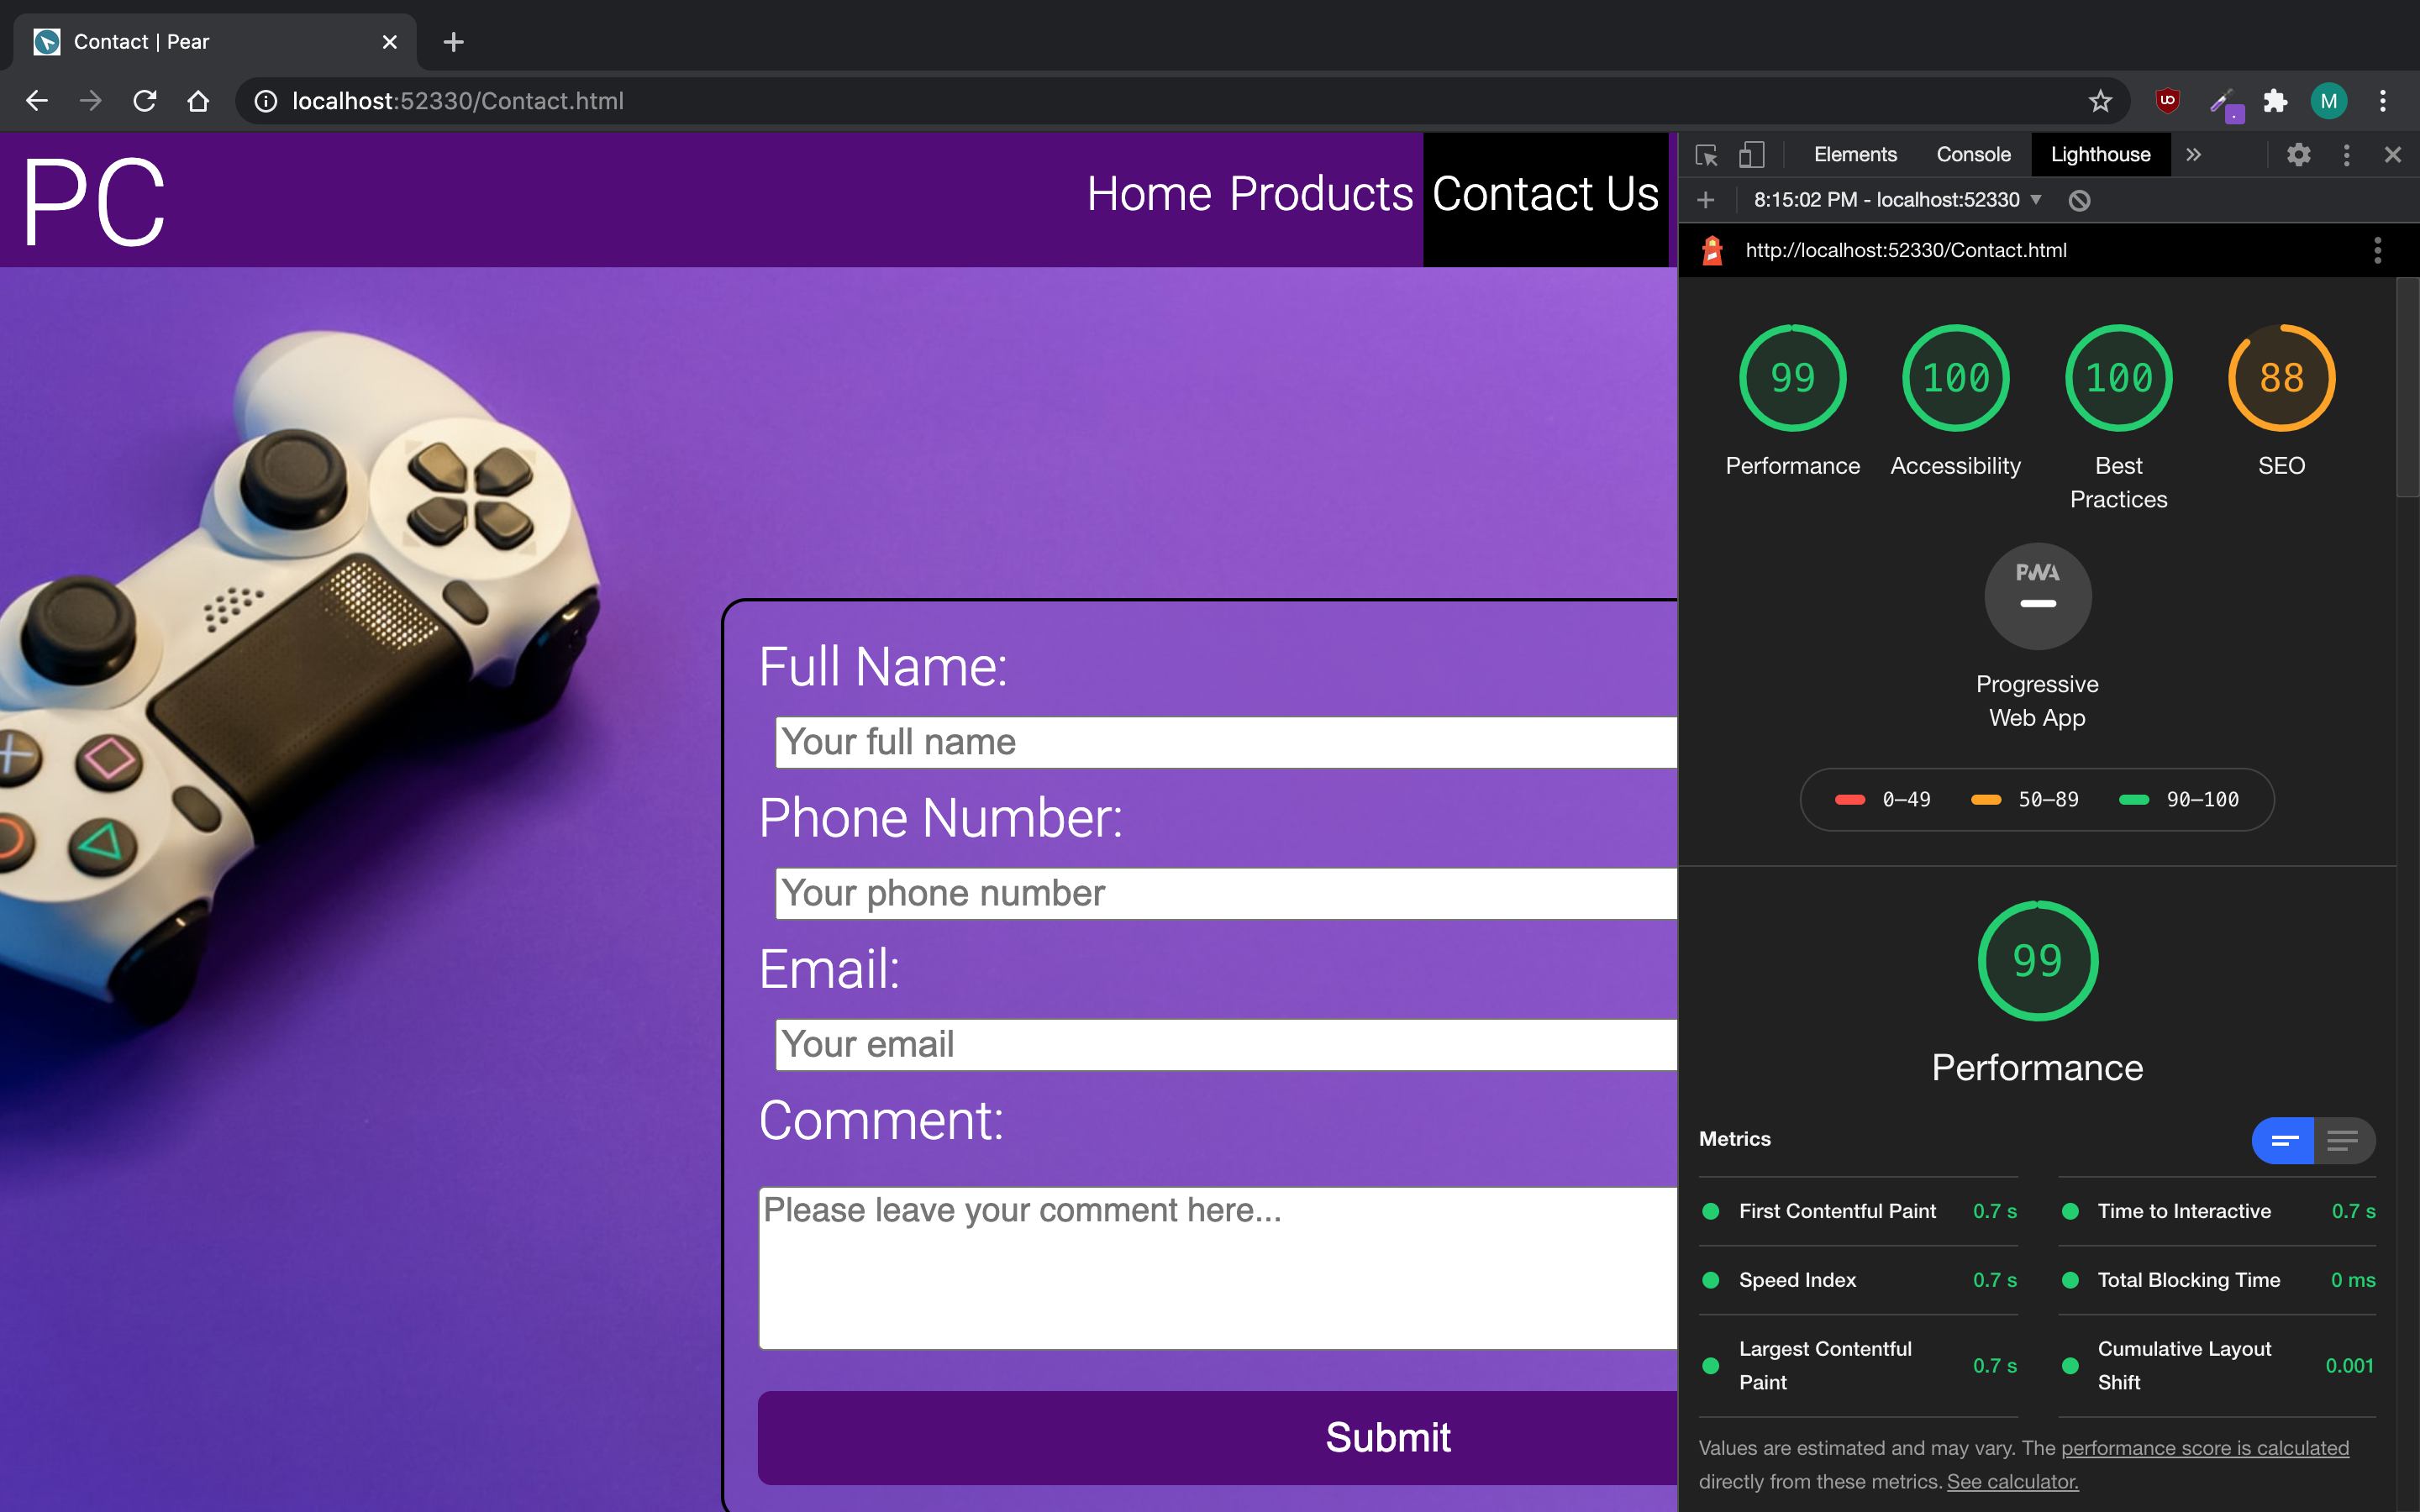 Contact | Pear
localhost:52330/Contact.html
M
PC
Home Products Contact Us
Full Name:
Your full name
Phone Number:
Your phone number
Email:
Your email
Comment:
Please leave your comment here...
Submit
Elements Console Lighthouse
8:15:02 PM - localhost:52330
http://localhost:52330/Contact.html
99 100 100 88
Performance Accessibility Best SEO
Practices
PWA
Progressive
Web App
0–49 50–89 90–100
99
Performance
Metrics
First Contentful Paint 0.7 s Time to Interactive 0.7 s
Speed Index 0.7 s Total Blocking Time 0 ms
Largest Contentful Paint 0.7 s Cumulative Layout Shift 0.001
Values are estimated and may vary. The performance score is calculated
directly from these metrics. See calculator.